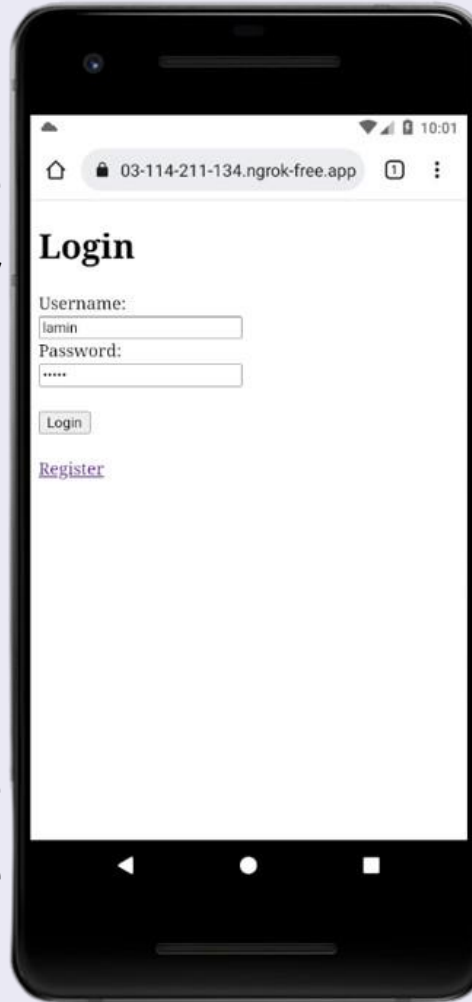 10:01
03-114-211-134.ngrok-free.app 1
Login
Username:
lamin
Password:
•••••
Login
Register